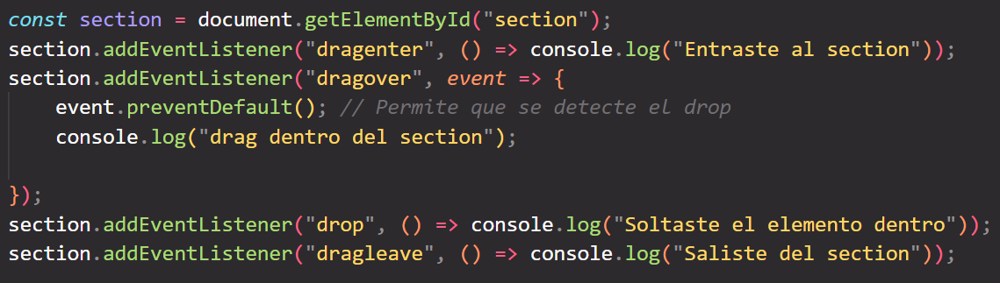 const section = document.getElementById("section");
section.addEventListener("dragenter", () => console.log("Entraste al section"));
section.addEventListener("dragover", event => {
    event.preventDefault(); // Permite que se detecte el drop
    console.log("drag dentro del section");
});
section.addEventListener("drop", () => console.log("Soltaste el elemento dentro"));
section.addEventListener("dragleave", () => console.log("Saliste del section"));